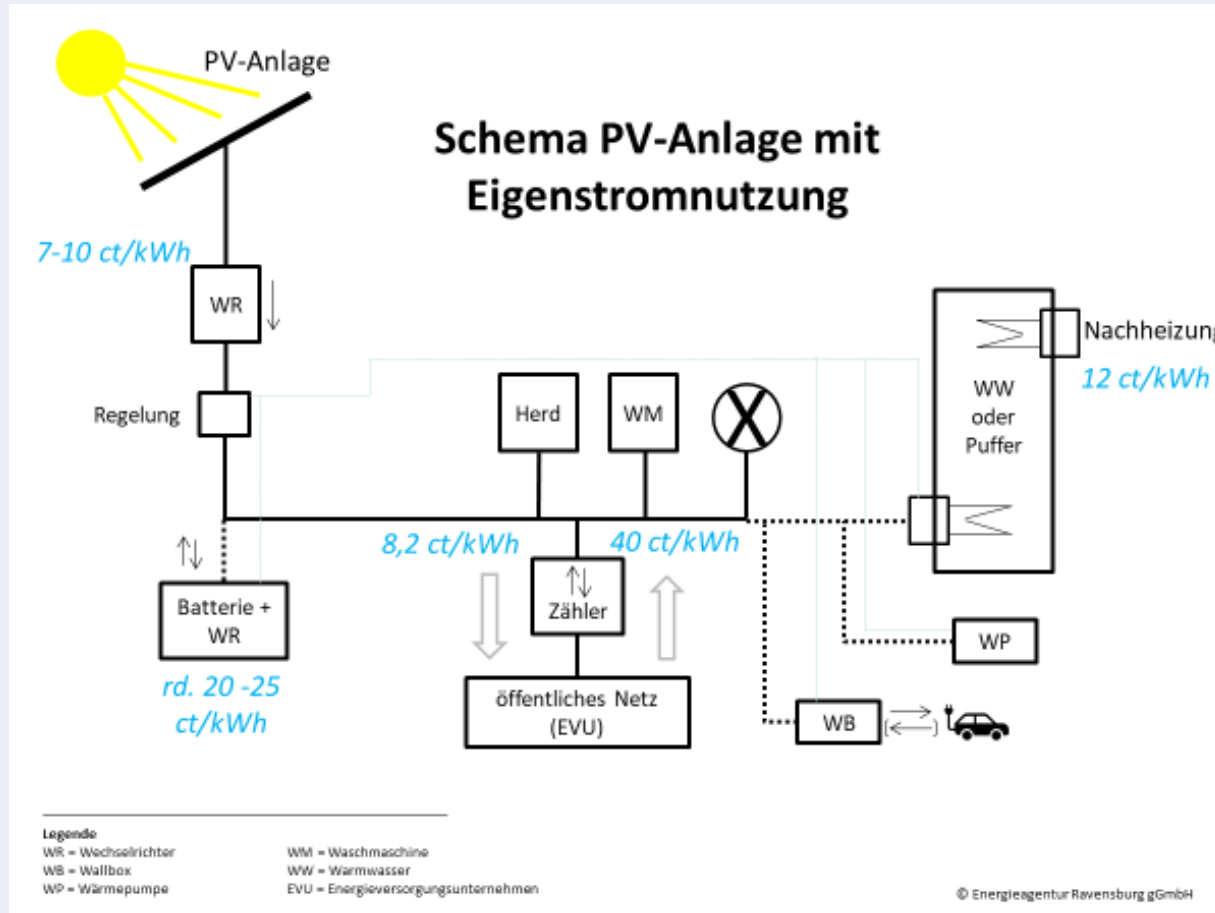 PV-Anlage
Schema PV-Anlage mit
Eigenstromnutzung
7-10 ct/kWh
WR
Nachheizung
12 ct/kWh
Regelung
Herd
WM
WW
oder
Puffer
8,2 ct/kWh
40 ct/kWh
Batterie +
WR
Zähler
rd. 20 -25
ct/kWh
öffentliches Netz
(EVU)
WP
WB
Legende
WR = Wechselrichter
WM = Waschmaschine
WB = Wallbox
WW = Warmwasser
WP = Wärmepumpe
EVU = Energieversorgungsunternehmen
© Energieagentur Ravensburg gGmbH